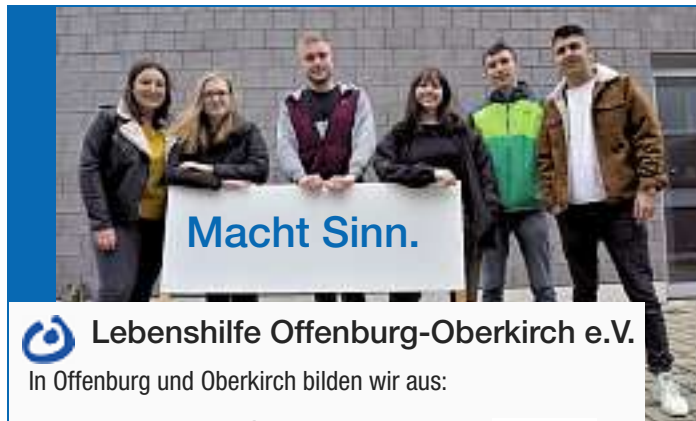 Macht Sinn.
Lebenshilfe Offenburg-Oberkirch e.V.
In Offenburg und Oberkirch bilden wir aus: